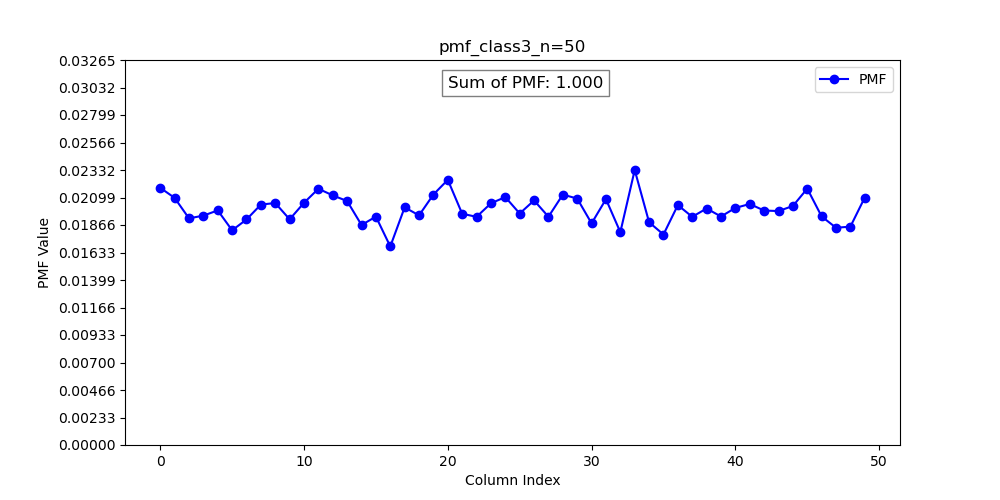 pmf_class3_n=50
Sum of PMF: 1.000
PMF
PMF Value
0.03265
0.03032
0.02799
0.02566
0.02332
0.02099
0.01866
0.01633
0.01399
0.01166
0.00933
0.00700
0.00466
0.00233
0.00000
0 10 20 30 40 50
Column Index